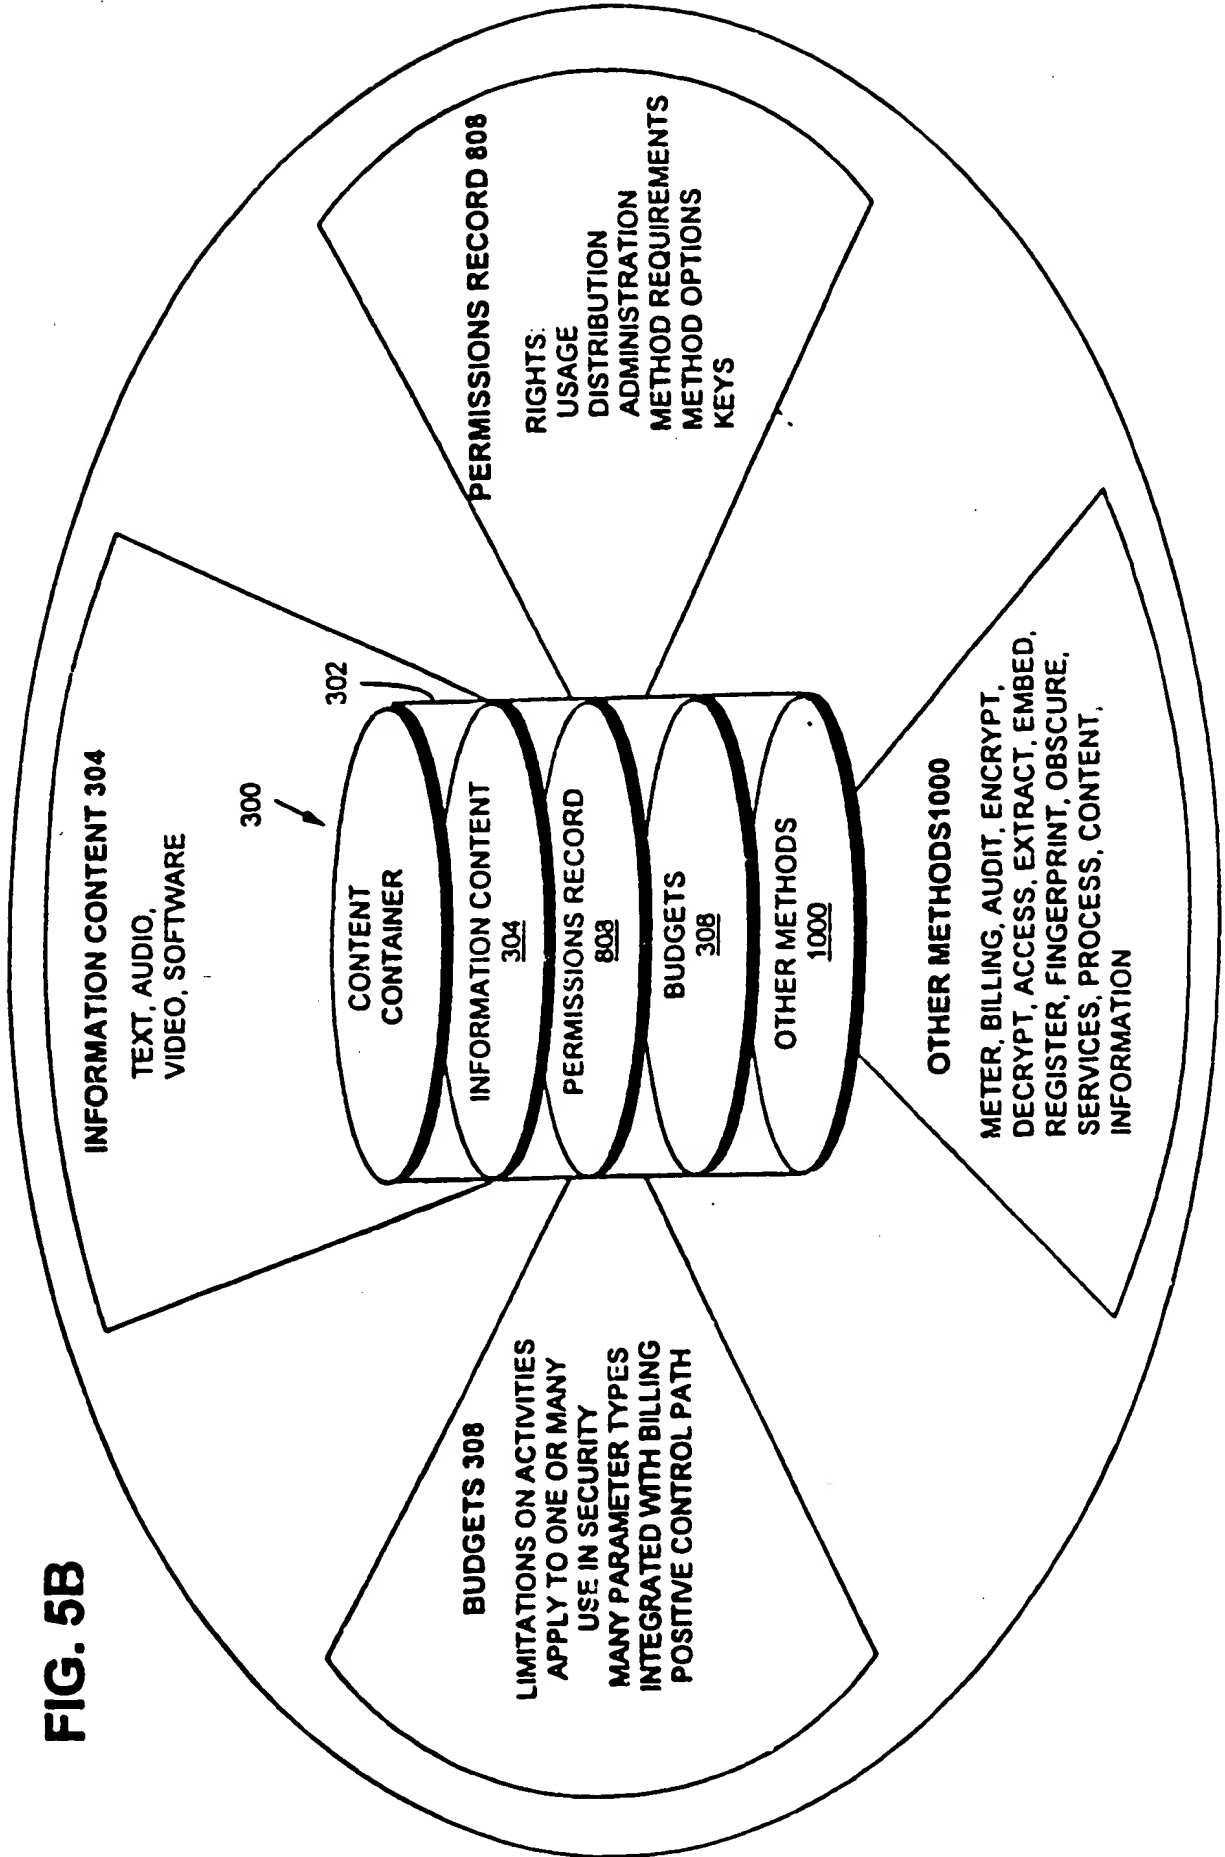 FIG. 5B
INFORMATION CONTENT 304
TEXT, AUDIO,
VIDEO, SOFTWARE
BUDGETS 308
LIMITATIONS ON ACTIVITIES
APPLY TO ONE OR MANY
USE IN SECURITY
MANY PARAMETER TYPES
INTEGRATED WITH BILLING
POSITIVE CONTROL PATH
300
302
CONTENT
CONTAINER
INFORMATION CONTENT
304
PERMISSIONS RECORD
808
BUDGETS
308
OTHER METHODS
1000
PERMISSIONS RECORD 808
RIGHTS:
USAGE
DISTRIBUTION
ADMINISTRATION
METHOD REQUIREMENTS
METHOD OPTIONS
KEYS
OTHER METHODS1000
METER, BILLING, AUDIT, ENCRYPT,
DECRYPT, ACCESS, EXTRACT, EMBED,
REGISTER, FINGERPRINT, OBSCURE,
SERVICES, PROCESS, CONTENT,
INFORMATION